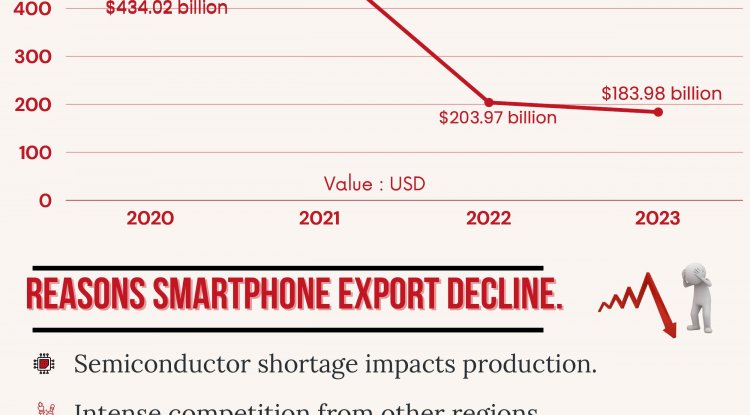 400
$434.02 billion
300
$183.98 billion
200
$203.97 billion
100
Value : USD
0
2020 2021 2022 2023
REASONS SMARTPHONE EXPORT DECLINE.
Semiconductor shortage impacts production.
Intense competition from other regions